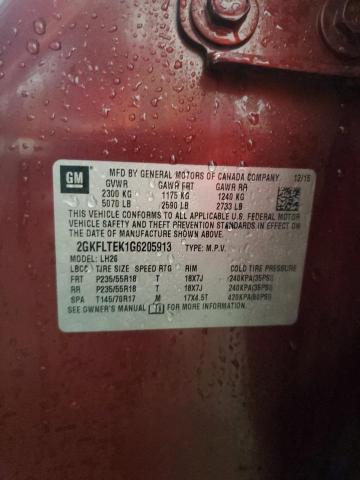 GM
MFD BY GENERAL MOTORS OF CANADA COMPANY 12/15
GVWR GAWR FRT GAWR RR
2300 KG 1175 KG 1240 KG
5070 LB 2590 LB 2733 LB
THIS VEHICLE CONFORMS TO ALL APPLICABLE U.S. FEDERAL MOTOR
VEHICLE SAFETY AND THEFT PREVENTION STANDARDS IN EFFECT ON
THE DATE OF MANUFACTURE SHOWN ABOVE.
2GKFLTEK1G6205913 TYPE: M.P.V.
MODEL: LH26
LBCC TIRE SIZE SPEED RTG RIM COLD TIRE PRESSURE
FRT P235/55R18 H 18X7J 240KPA(35PSI)
RR P235/55R18 H 18X7J 240KPA(35PSI)
SPA T145/70R17 M 17X4.5T 420KPA(60PSI)
SEE OWNER'S MANUAL FOR MORE INFORMATION.